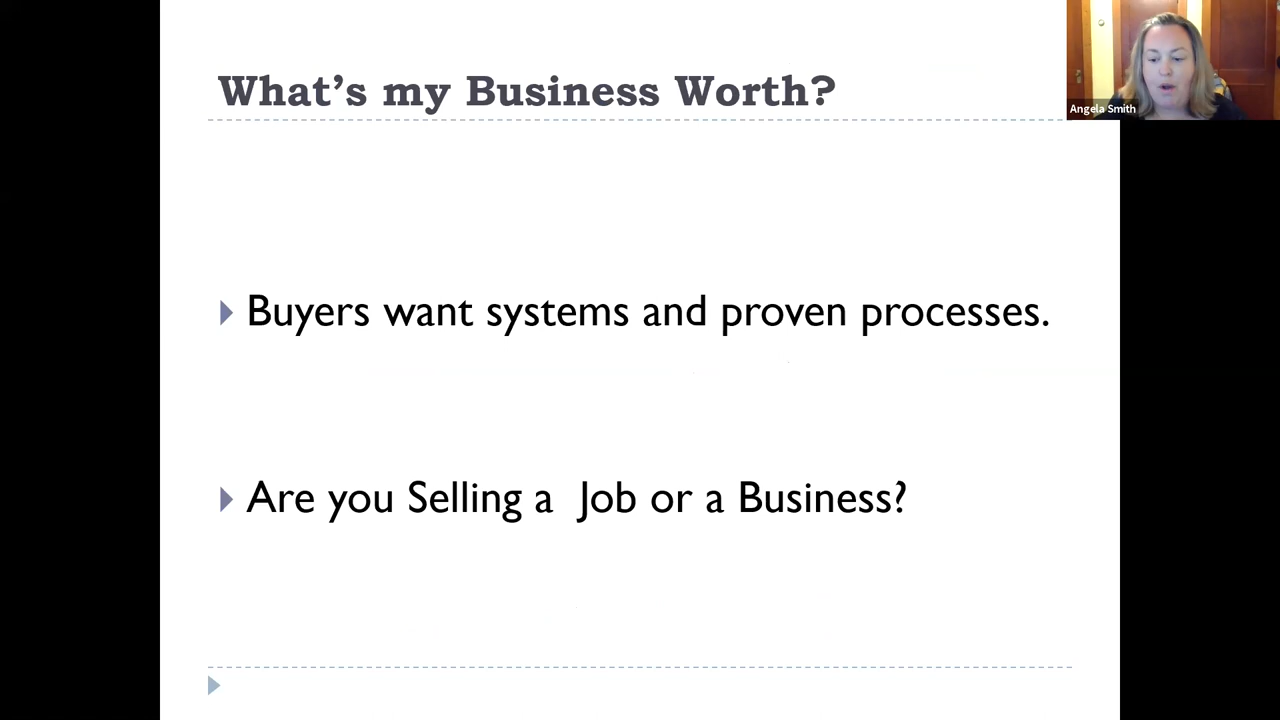 What's my Business Worth?
Angela Smith
Buyers want systems and proven processes.
Are you Selling a  Job or a Business?